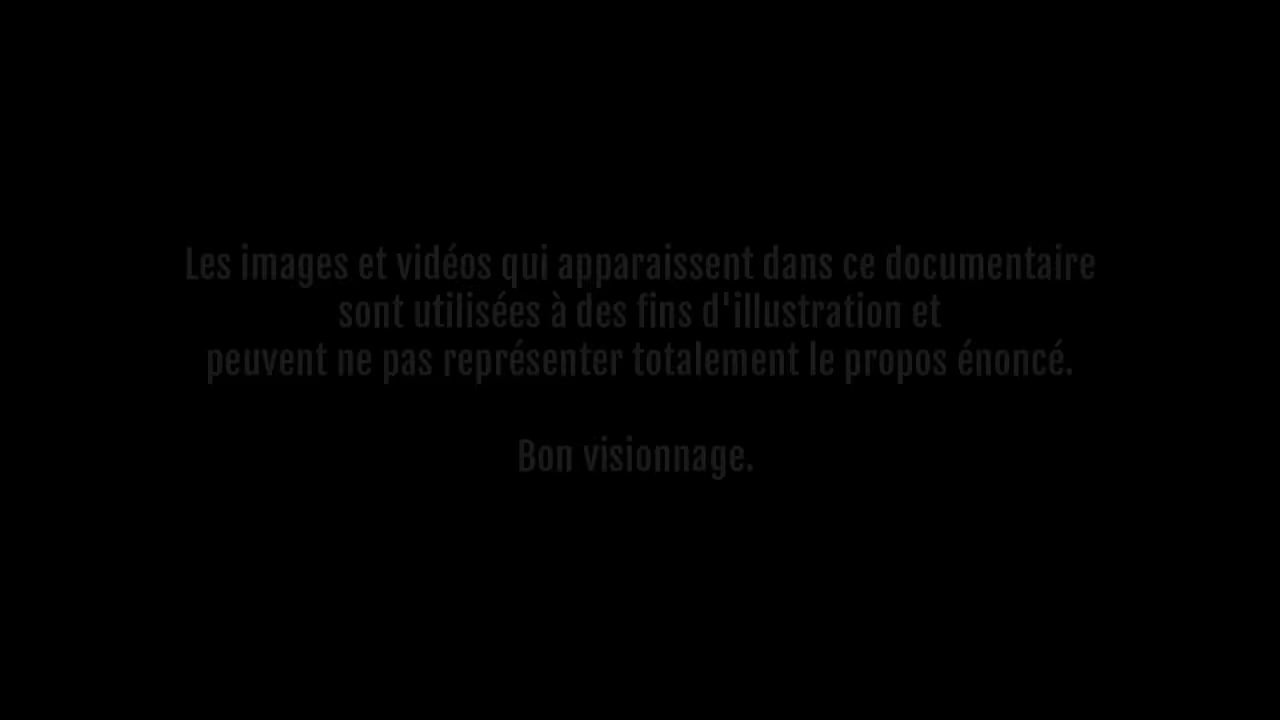 Les images et vidéos qui apparaissent dans ce documentaire
sont utilisées à des fins d'illustration et
peuvent ne pas représenter totalement le propos énoncé.
Bon visionnage.